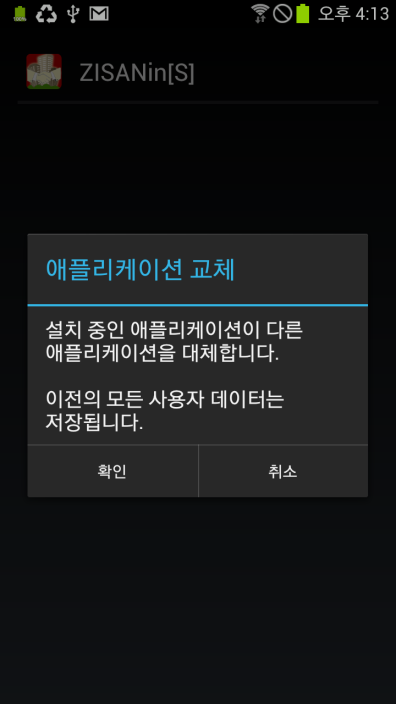 오후 4:13
ZISANin[S]
애플리케이션 교체
설치 중인 애플리케이션이 다른
애플리케이션을 대체합니다.
이전의 모든 사용자 데이터는
저장됩니다.
확인
취소